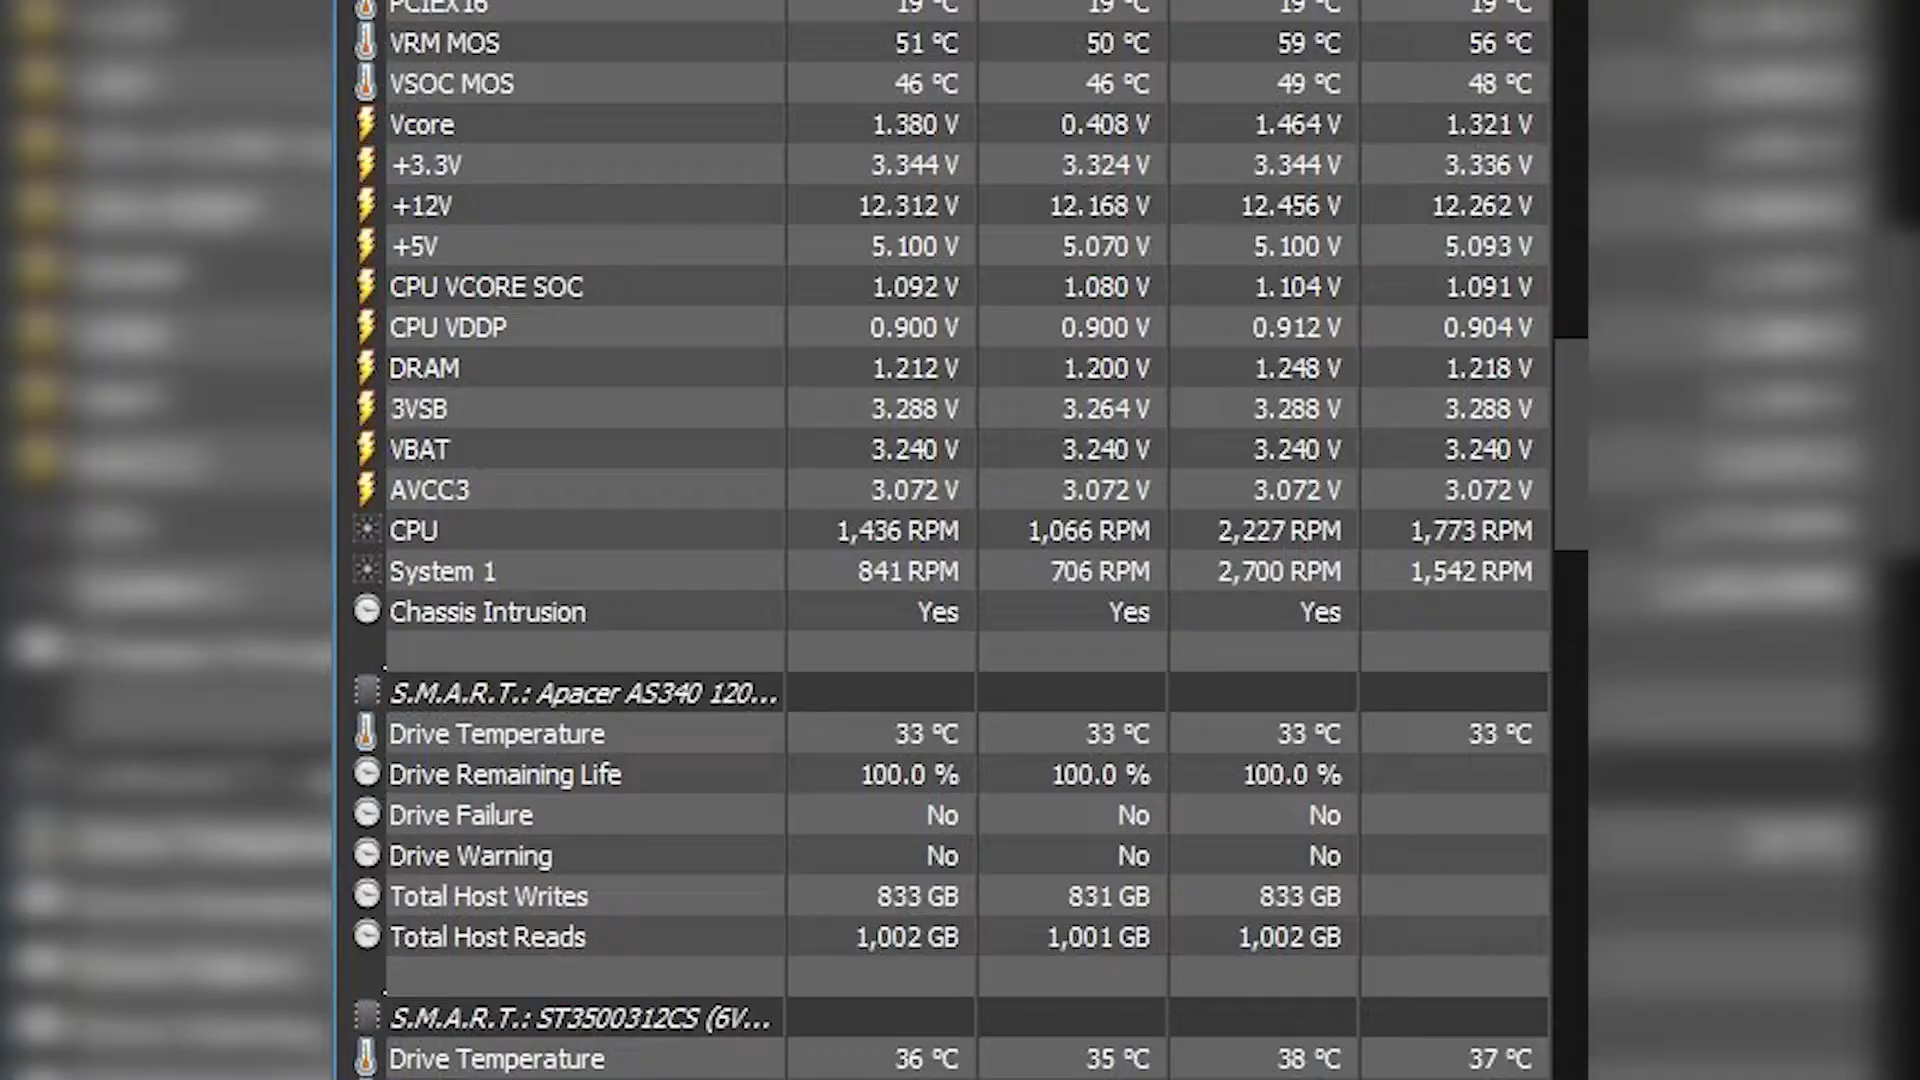 PCIEX16 19 °C 19 °C 19 °C 19 °C
VRM MOS 51 °C 50 °C 59 °C 56 °C
VSOC MOS 46 °C 46 °C 49 °C 48 °C
Vcore 1.380 V 0.408 V 1.464 V 1.321 V
+3.3V 3.344 V 3.324 V 3.344 V 3.336 V
+12V 12.312 V 12.168 V 12.456 V 12.262 V
+5V 5.100 V 5.070 V 5.100 V 5.093 V
CPU VCORE SOC 1.092 V 1.080 V 1.104 V 1.091 V
CPU VDDP 0.900 V 0.900 V 0.912 V 0.904 V
DRAM 1.212 V 1.200 V 1.248 V 1.218 V
3VSB 3.288 V 3.264 V 3.288 V 3.288 V
VBAT 3.240 V 3.240 V 3.240 V 3.240 V
AVCC3 3.072 V 3.072 V 3.072 V 3.072 V
CPU 1,436 RPM 1,066 RPM 2,227 RPM 1,773 RPM
System 1 841 RPM 706 RPM 2,700 RPM 1,542 RPM
Chassis Intrusion Yes Yes Yes
S.M.A.R.T.: Apacer AS340 120...
Drive Temperature 33 °C 33 °C 33 °C 33 °C
Drive Remaining Life 100.0 % 100.0 % 100.0 %
Drive Failure No No No
Drive Warning No No No
Total Host Writes 833 GB 831 GB 833 GB
Total Host Reads 1,002 GB 1,001 GB 1,002 GB
S.M.A.R.T.: ST3500312CS (6V...
Drive Temperature 36 °C 35 °C 38 °C 37 °C